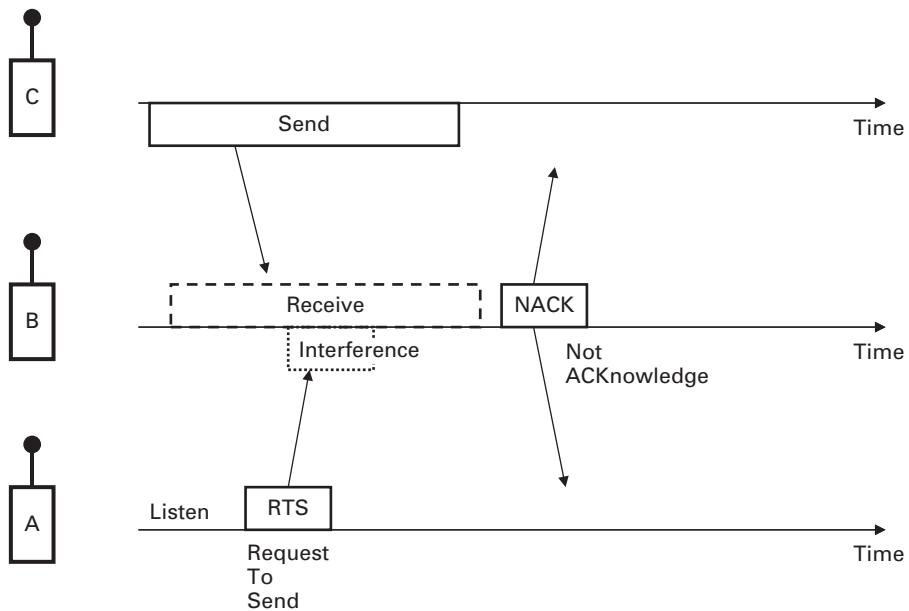 C
Send
Time
B
Receive
NACK
Interference
Not
ACKnowledge
Time
A
Listen
RTS
Request
To
Send
Time